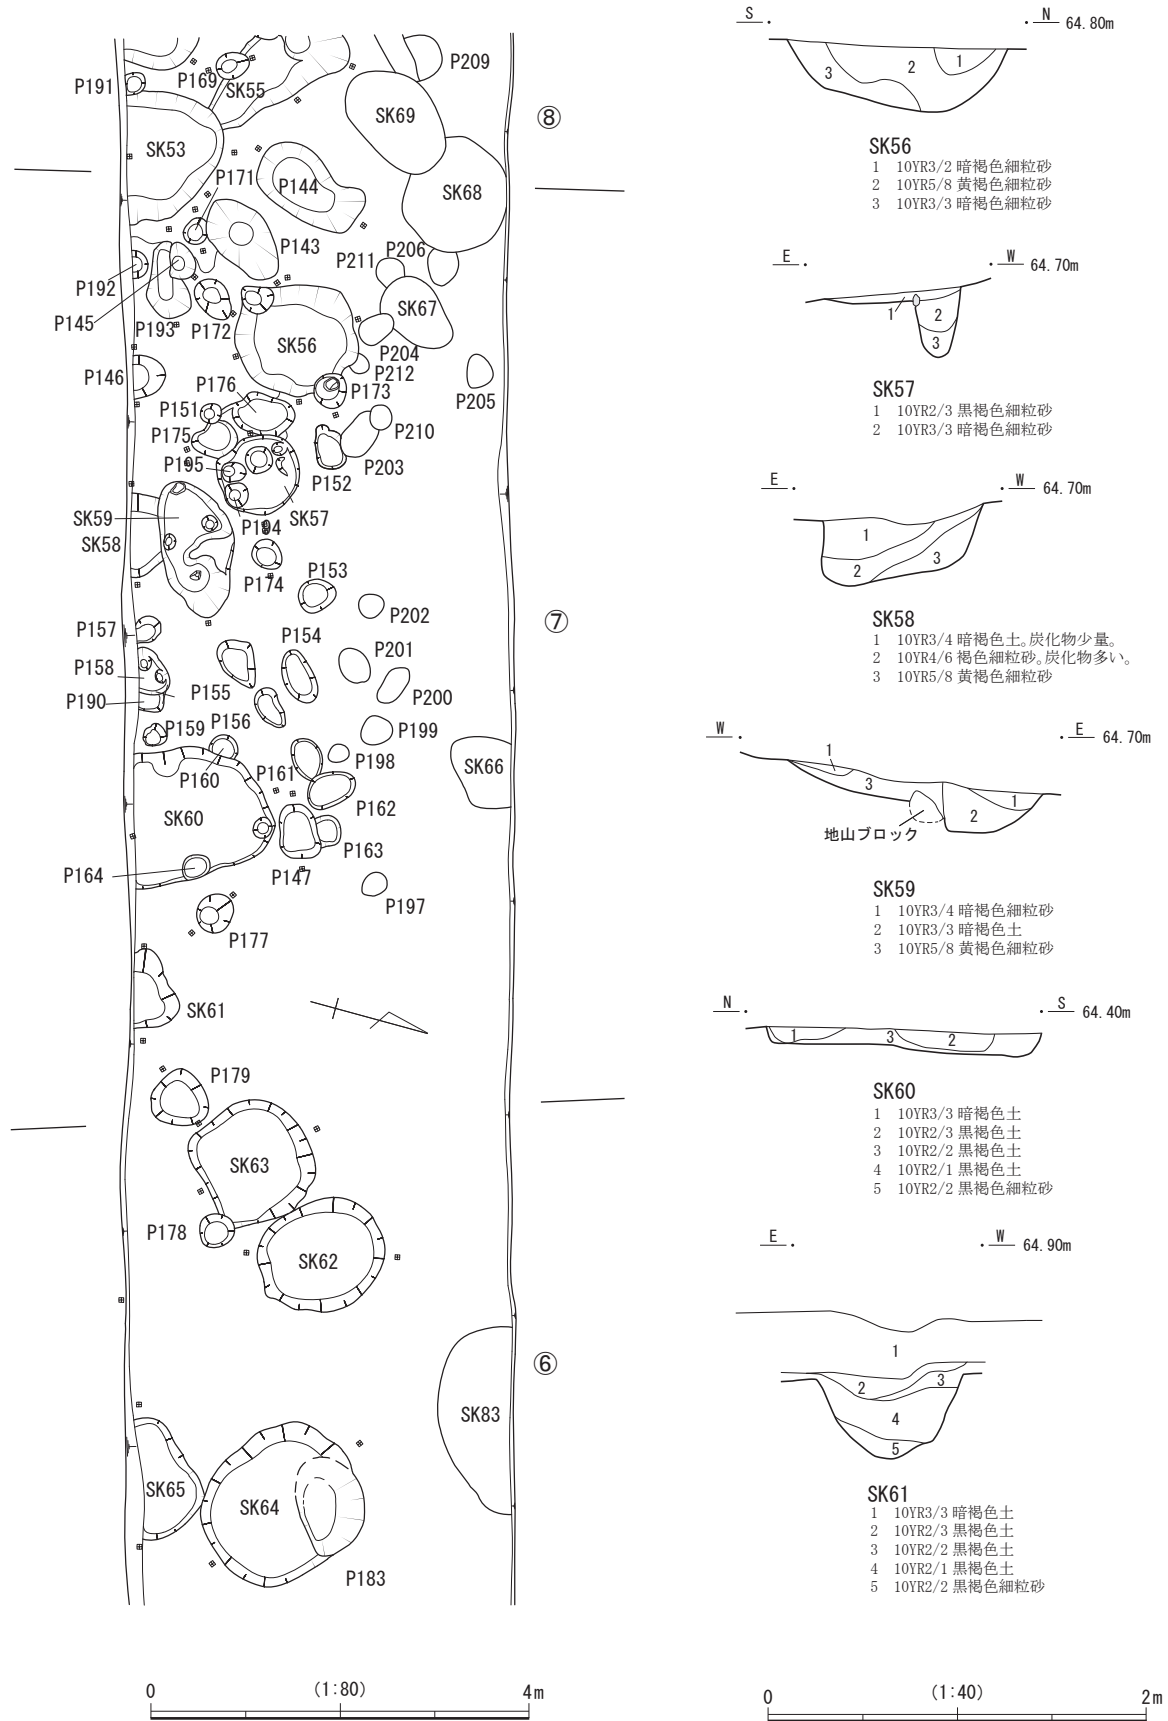 P191
P169
SK55
P209
SK69
⑧
SK53
P171
P144
SK68
P143
P211
P206
P192
P145
P193
P172
SK67
SK56
P204
P212
P146
P176
P173
P205
P151
P175
P210
P195
P203
P152
SK59
SK58
P194
SK57
P174
P153
P202
⑦
P157
P154
P201
P158
P155
P190
P200
P159
P156
P199
P160
P161
P198
SK66
SK60
P162
P163
P164
P147
P197
P177
SK61
P179
SK63
P178
SK62
⑥
SK83
SK65
SK64
P183
0
(1:80)
4m
S
N
64.80m
3
2
1
SK56
1 10YR3/2 暗褐色細粒砂
2 10YR5/8 黄褐色細粒砂
3 10YR3/3 暗褐色細粒砂
E
W
64.70m
1
2
3
SK57
1 10YR2/3 黒褐色細粒砂
2 10YR3/3 暗褐色細粒砂
E
W
64.70m
1
2
3
SK58
1 10YR3/4 暗褐色土。炭化物少量。
2 10YR4/6 褐色細粒砂。炭化物多い。
3 10YR5/8 黄褐色細粒砂
W
E
64.70m
1
3
2
1
地山ブロック
SK59
1 10YR3/4 暗褐色細粒砂
2 10YR3/3 暗褐色土
3 10YR5/8 黄褐色細粒砂
N
S
64.40m
1
3
2
SK60
1 10YR3/3 暗褐色土
2 10YR2/3 黒褐色土
3 10YR2/2 黒褐色土
4 10YR2/1 黒褐色土
5 10YR2/2 黒褐色細粒砂
E
W
64.90m
1
2
3
4
5
SK61
1 10YR3/3 暗褐色土
2 10YR2/3 黒褐色土
3 10YR2/2 黒褐色土
4 10YR2/1 黒褐色土
5 10YR2/2 黒褐色細粒砂
0
(1:40)
2m